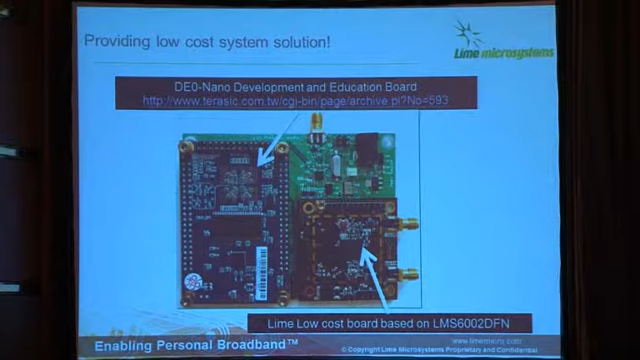 Providing low cost system solution!
Lime microsystems
DE0-Nano Development and Education Board
http://www.terasic.com.tw/cgi-bin/page/archive.pl?No=593
Lime Low cost board based on LMS6002DFN
Enabling Personal Broadband™
www.limemicro.com
© Copyright Lime Microsystems Proprietary and Confidential